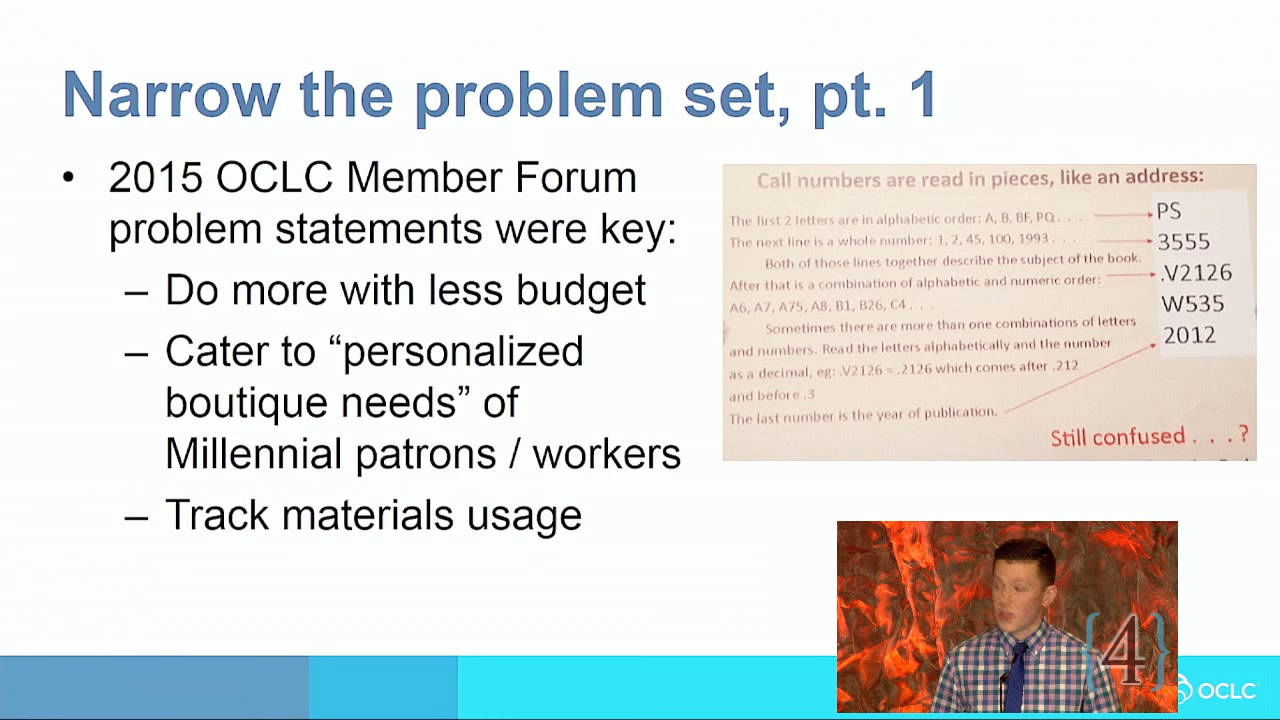 Narrow the problem set, pt. 1
• 2015 OCLC Member Forum
problem statements were key:
– Do more with less budget
– Cater to “personalized
boutique needs” of
Millennial patrons / workers
– Track materials usage
Call numbers are read in pieces, like an address:
The first 2 letters are in alphabetic order: A, B, BF, PQ . . .
The next line is a whole number: 1, 2, 45, 100, 1993 . . .
Both of those lines together describe the subject of the book.
After that is a combination of alphabetic and numeric order:
A6, A7, A75, A8, B1, B26, C4 . . .
Sometimes there are more than one combinations of letters
and numbers. Read the letters alphabetically and the number
as a decimal, eg: .V2126 = .2126 which comes after .212
and before .3
The last number is the year of publication.
PS
3555
.V2126
W535
2012
Still confused . . . ?
{4}
OCLC